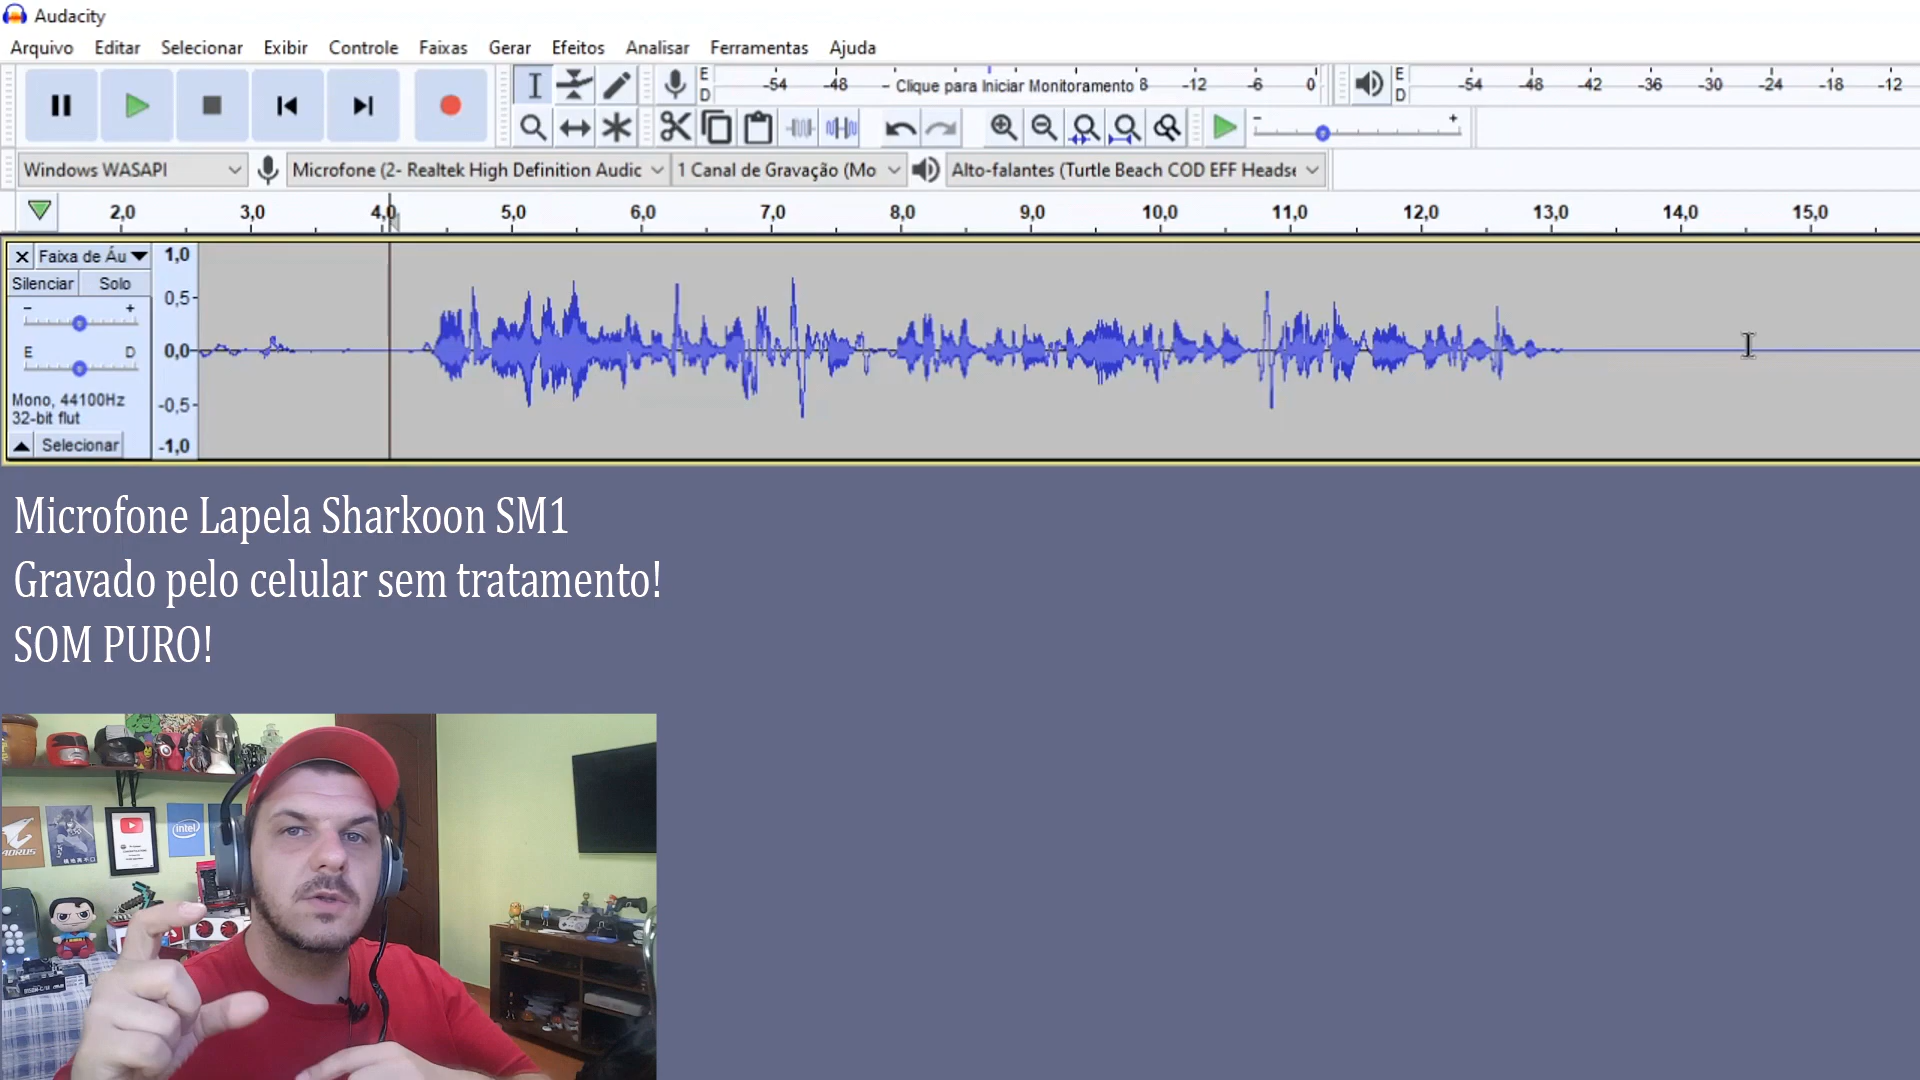 Audacity
Arquivo Editar Selecionar Exibir Controle Faixas Gerar Efeitos Analisar Ferramentas Ajuda
E D -54 -48 - Clique para Iniciar Monitoramento 8 -12 -6 0 E D -54 -48 -42 -36 -30 -24 -18 -12
Windows WASAPI Microfone (2- Realtek High Definition Audic 1 Canal de Gravação (Mo Alto-falantes (Turtle Beach COD EFF Headse
2,0 3,0 4,0 5,0 6,0 7,0 8,0 9,0 10,0 11,0 12,0 13,0 14,0 15,0
Faixa de Áu 1,0
Silenciar Solo
- + 0,5
E D 0,0
Mono, 44100Hz
32-bit flut -0,5
Selecionar -1,0
Microfone Lapela Sharkoon SM1
Gravado pelo celular sem tratamento!
SOM PURO!
AORUS
intel